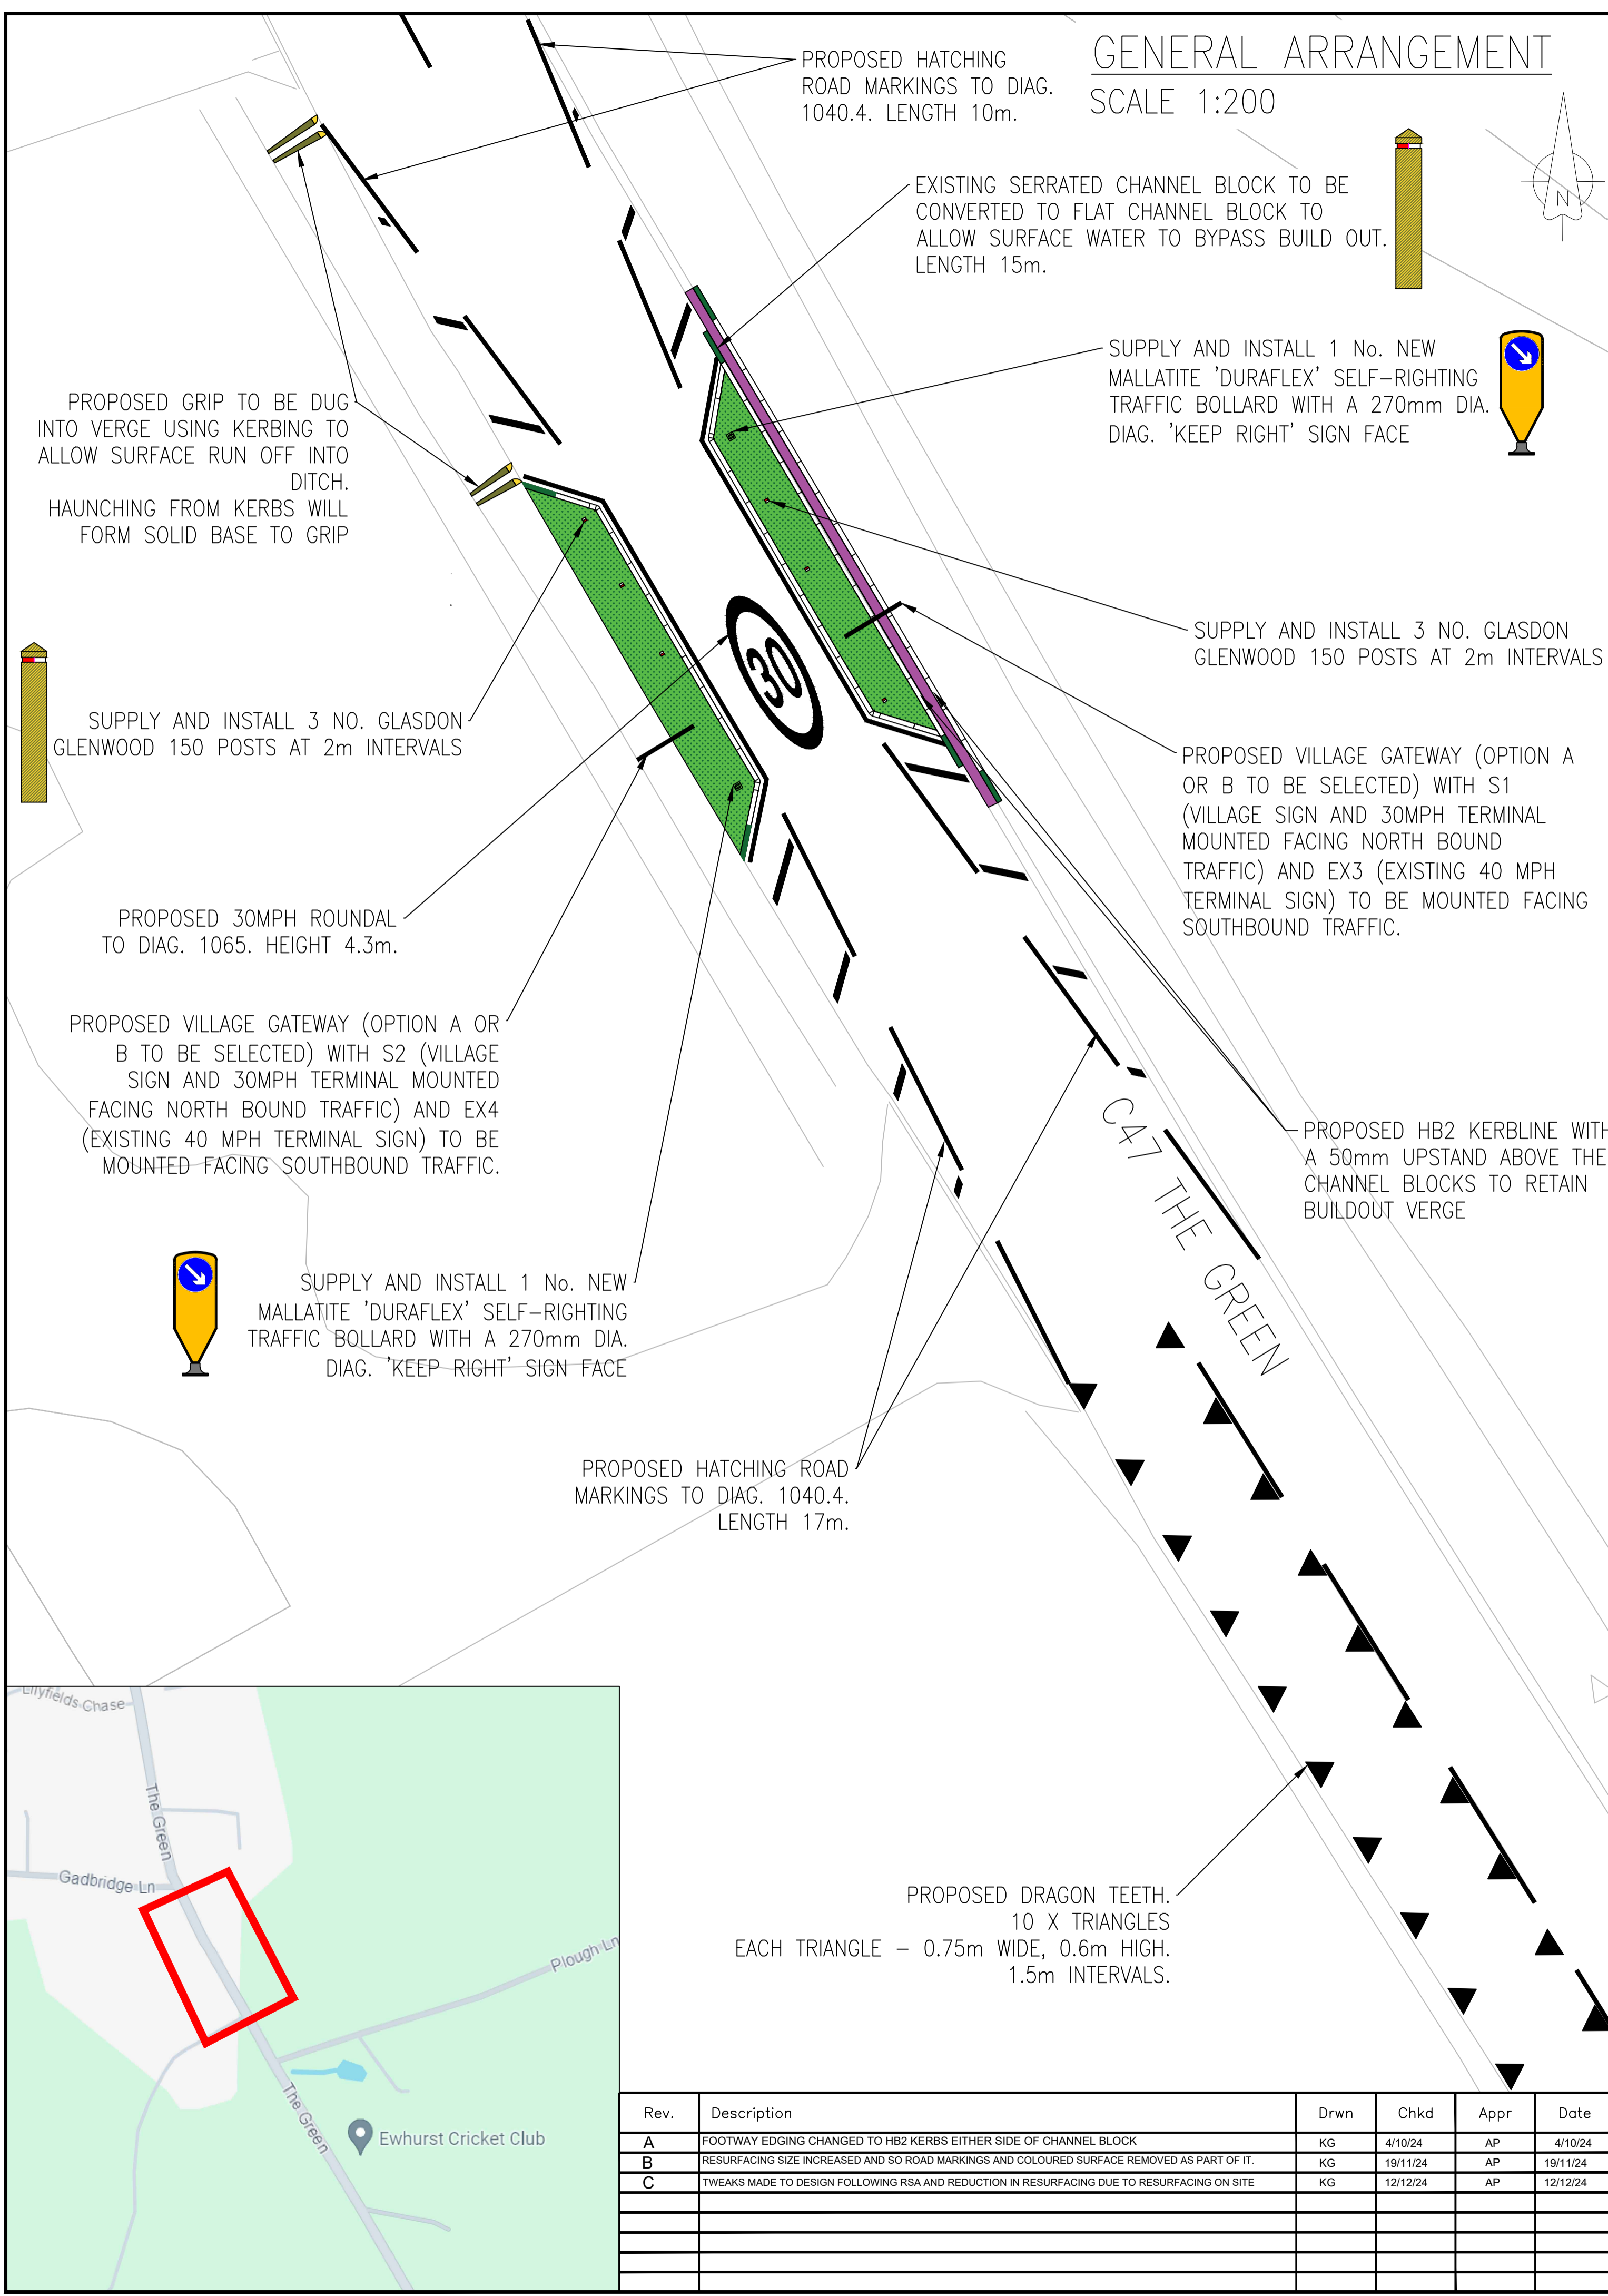 GENERAL ARRANGEMENT
SCALE 1:200
N
PROPOSED HATCHING
ROAD MARKINGS TO DIAG.
1040.4. LENGTH 10m.
EXISTING SERRATED CHANNEL BLOCK TO BE
CONVERTED TO FLAT CHANNEL BLOCK TO
ALLOW SURFACE WATER TO BYPASS BUILD OUT.
LENGTH 15m.
SUPPLY AND INSTALL 1 No. NEW
MALLATITE 'DURAFLEX' SELF-RIGHTING
TRAFFIC BOLLARD WITH A 270mm DIA.
DIAG. 'KEEP RIGHT' SIGN FACE
PROPOSED GRIP TO BE DUG
INTO VERGE USING KERBING TO
ALLOW SURFACE RUN OFF INTO
DITCH.
HAUNCHING FROM KERBS WILL
FORM SOLID BASE TO GRIP
SUPPLY AND INSTALL 3 NO. GLASDON
GLENWOOD 150 POSTS AT 2m INTERVALS
30
SUPPLY AND INSTALL 3 NO. GLASDON
GLENWOOD 150 POSTS AT 2m INTERVALS
PROPOSED VILLAGE GATEWAY (OPTION A
OR B TO BE SELECTED) WITH S1
(VILLAGE SIGN AND 30MPH TERMINAL
MOUNTED FACING NORTH BOUND
TRAFFIC) AND EX3 (EXISTING 40 MPH
TERMINAL SIGN) TO BE MOUNTED FACING
SOUTHBOUND TRAFFIC.
PROPOSED 30MPH ROUNDAL
TO DIAG. 1065. HEIGHT 4.3m.
PROPOSED VILLAGE GATEWAY (OPTION A OR
B TO BE SELECTED) WITH S2 (VILLAGE
SIGN AND 30MPH TERMINAL MOUNTED
FACING NORTH BOUND TRAFFIC) AND EX4
(EXISTING 40 MPH TERMINAL SIGN) TO BE
MOUNTED FACING SOUTHBOUND TRAFFIC.
PROPOSED HB2 KERBLINE WITH
A 50mm UPSTAND ABOVE THE
CHANNEL BLOCKS TO RETAIN
BUILDOUT VERGE
C47 THE GREEN
SUPPLY AND INSTALL 1 No. NEW
MALLATITE 'DURAFLEX' SELF-RIGHTING
TRAFFIC BOLLARD WITH A 270mm DIA.
DIAG. 'KEEP RIGHT' SIGN FACE
PROPOSED HATCHING ROAD
MARKINGS TO DIAG. 1040.4.
LENGTH 17m.
PROPOSED DRAGON TEETH.
10 X TRIANGLES
EACH TRIANGLE – 0.75m WIDE, 0.6m HIGH.
1.5m INTERVALS.
Chase
The Green
Gadbridge Ln
Plough Ln
The Green
Ewhurst Cricket Club
Rev. Description Drwn Chkd Appr Date
A FOOTWAY EDGING CHANGED TO HB2 KERBS EITHER SIDE OF CHANNEL BLOCK KG 4/10/24 AP 4/10/24
B RESURFACING SIZE INCREASED AND SO ROAD MARKINGS AND COLOURED SURFACE REMOVED AS PART OF IT. KG 19/11/24 AP 19/11/24
C TWEAKS MADE TO DESIGN FOLLOWING RSA AND REDUCTION IN RESURFACING DUE TO RESURFACING ON SITE KG 12/12/24 AP 12/12/24